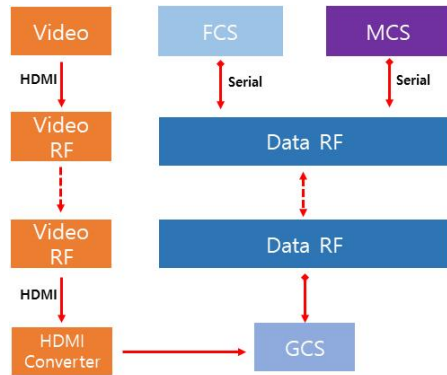 Video
FCS
MCS
HDMI
Serial
Serial
Video
RF
Data RF
Video
RF
Data RF
HDMI
HDMI
Converter
GCS